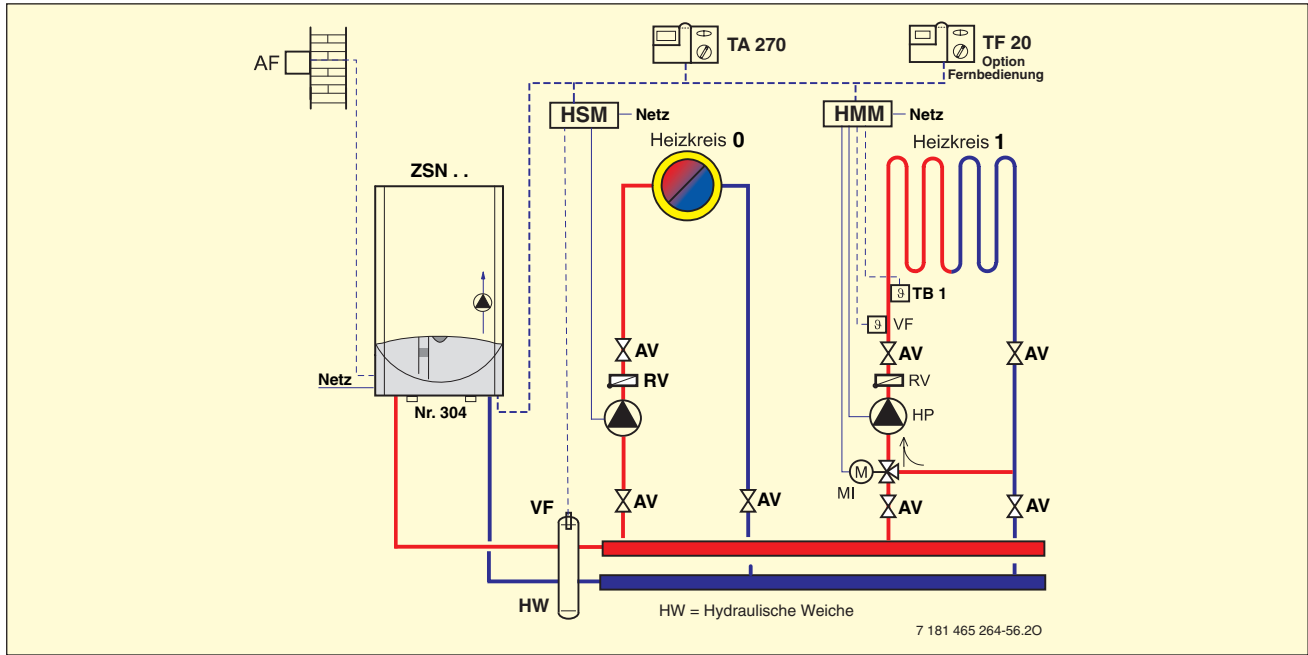 AF
TA 270
TF 20
Option
Fernbedienung
HSM
Netz
HMM
Netz
Heizkreis 0
Heizkreis 1
ZSN . .
ϑ TB 1
ϑ VF
AV
AV
AV
RV
RV
Netz
Nr. 304
HP
M
MI
VF
AV
AV
AV
AV
HW
HW = Hydraulische Weiche
7 181 465 264-56.2O